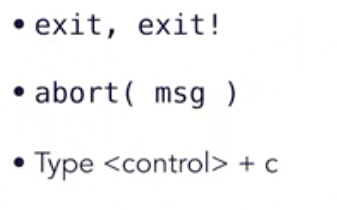 • exit, exit!
• abort( msg )
• Type <control> + c